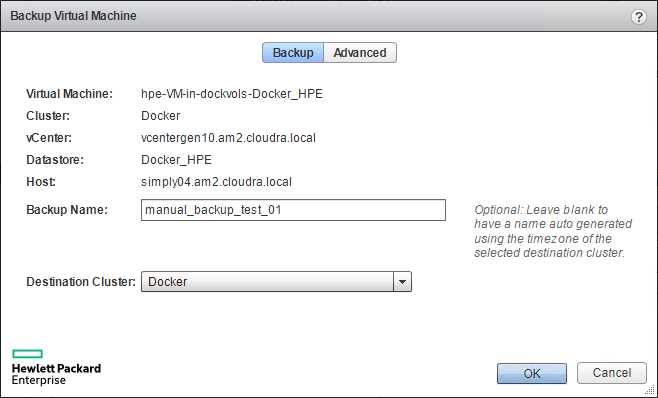 Backup Virtual Machine
?
Backup Advanced
Virtual Machine: hpe-VM-in-dockvols-Docker_HPE
Cluster: Docker
vCenter: vcentergen10.am2.cloudra.local
Datastore: Docker_HPE
Host: simply04.am2.cloudra.local
Backup Name: manual_backup_test_01
Optional: Leave blank to
have a name auto generated
using the timezone of the
selected destination cluster.
Destination Cluster: Docker
Hewlett Packard
Enterprise
OK Cancel